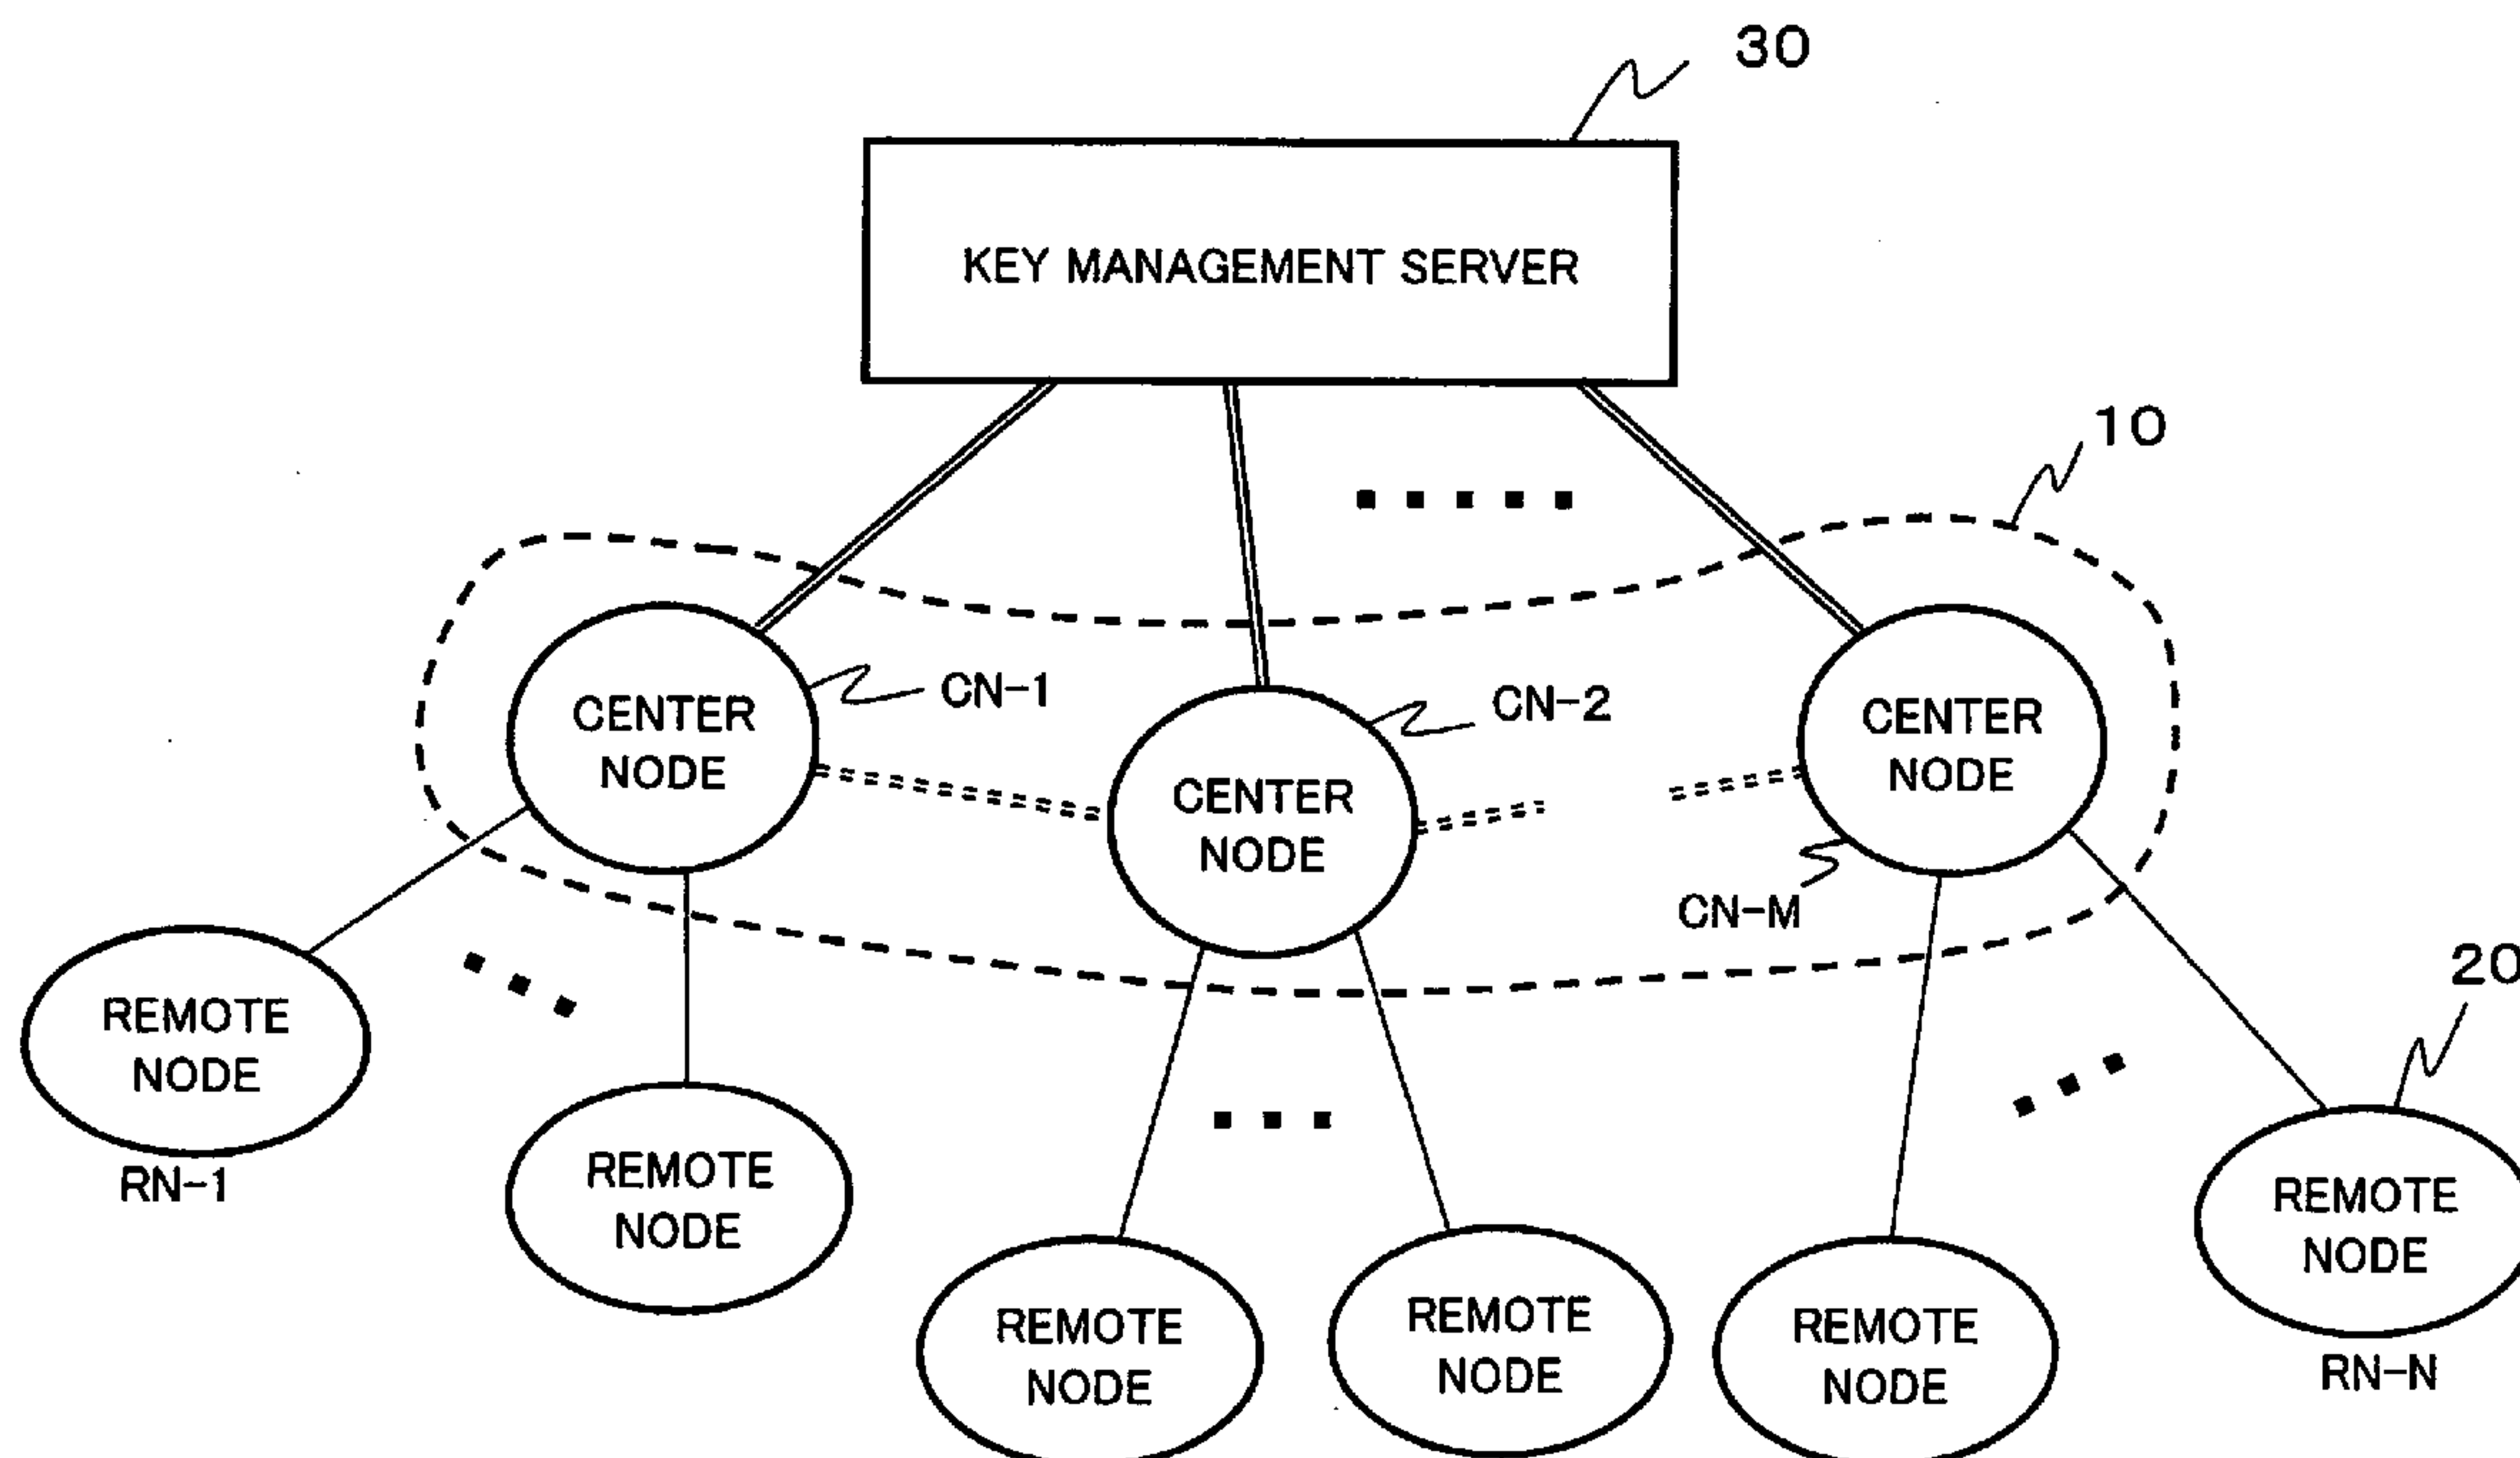 30
KEY MANAGEMENT SERVER
10
CENTER
NODE
CN-1
CENTER
NODE
CN-2
CENTER
NODE
CN-M
20
REMOTE
NODE
RN-1
REMOTE
NODE
REMOTE
NODE
REMOTE
NODE
REMOTE
NODE
REMOTE
NODE
RN-N